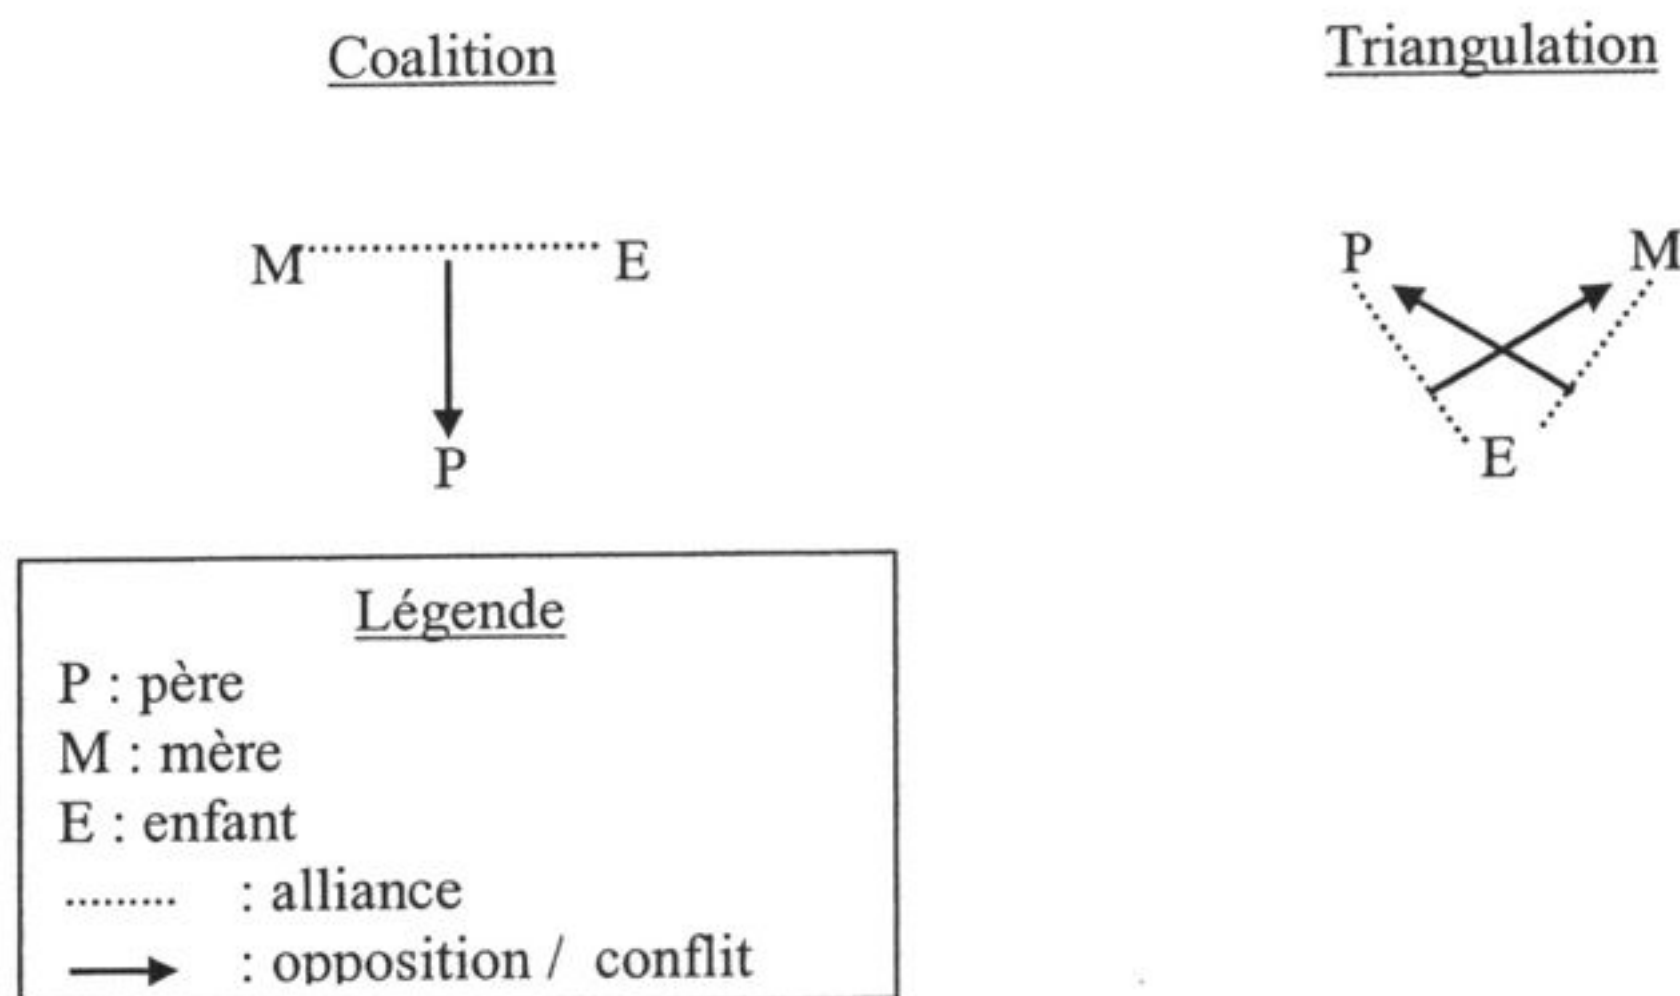 Coalition
Triangulation
M E
P
P M
E
Légende
P : père
M : mère
E : enfant
......... : alliance
: opposition / conflit